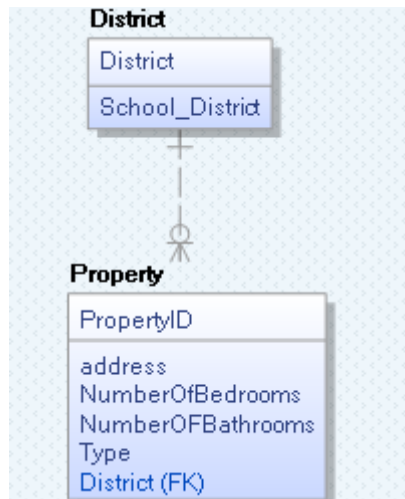 District
District
School_District
Property
PropertyID
address
NumberOfBedrooms
NumberOFBathrooms
Type
District (FK)